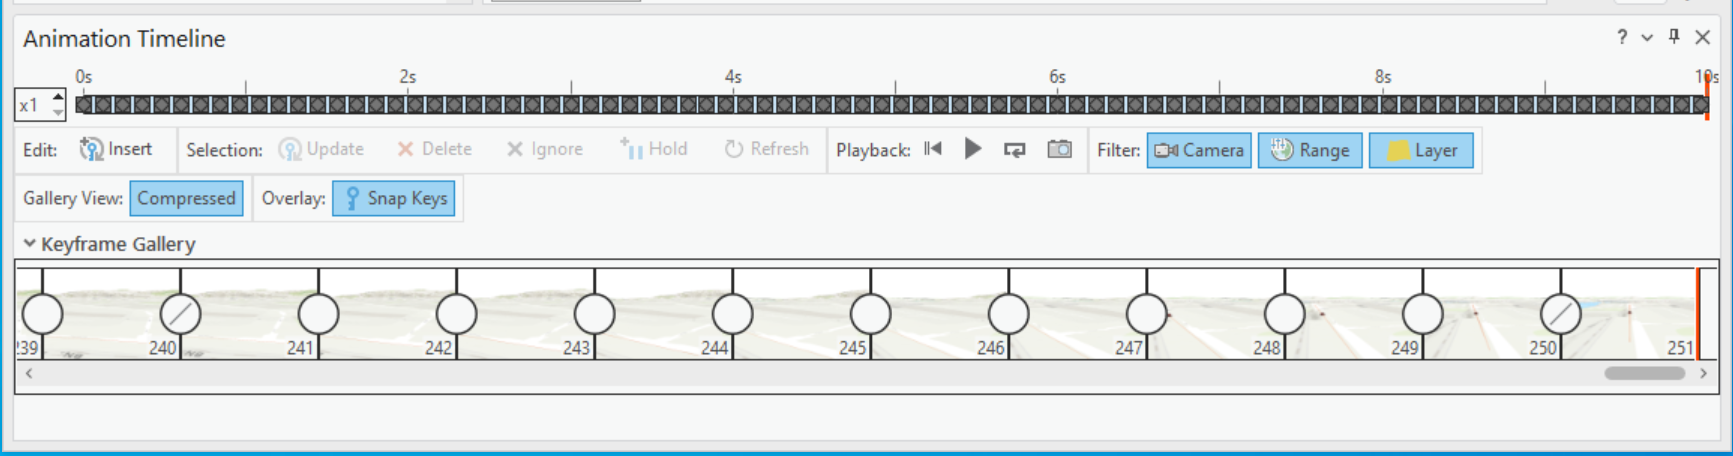 Animation Timeline ?
0s 2s 4s 6s 8s 10s
x1
Edit: Insert Selection: Update Delete Ignore Hold Refresh Playback: Filter: Camera Range Layer
Gallery View: Compressed Overlay: Snap Keys
Keyframe Gallery
239 240 241 242 243 244 245 246 247 248 249 250 251